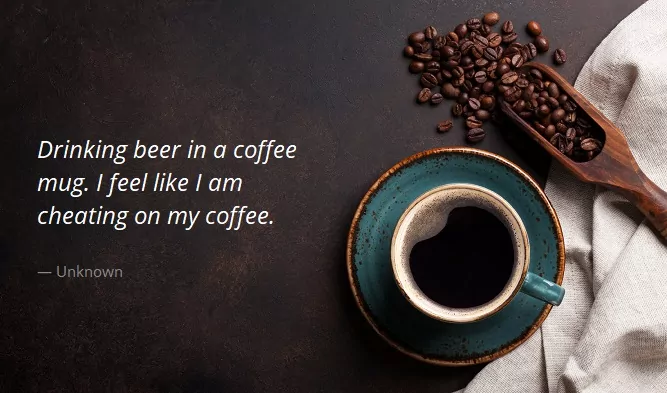 Drinking beer in a coffee
mug. I feel like I am
cheating on my coffee.
— Unknown